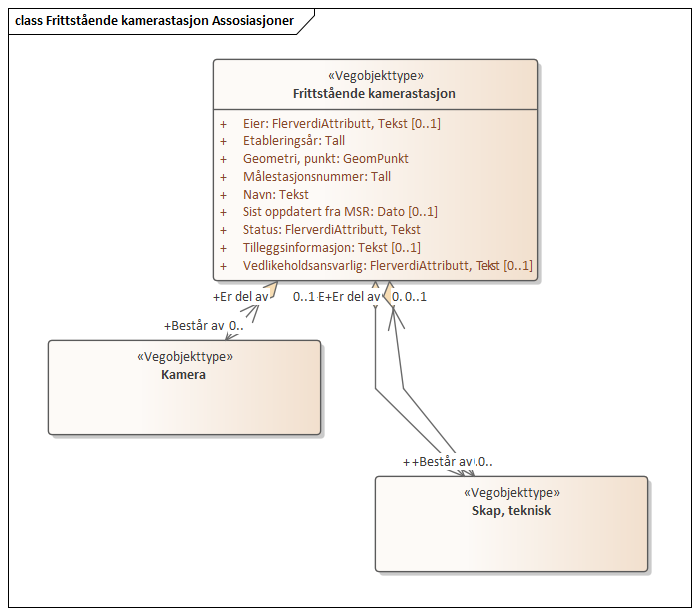 class Frittstående kamerastasjon Assosiasjoner
«Vegobjekttype»
Frittstående kamerastasjon
+ Eier: FlerverdiAttributt, Tekst [0..1]
+ Etableringsår: Tall
+ Geometri, punkt: GeomPunkt
+ Målestasjonsnummer: Tall
+ Navn: Tekst
+ Sist oppdatert fra MSR: Dato [0..1]
+ Status: FlerverdiAttributt, Tekst
+ Tilleggsinformasjon: Tekst [0..1]
+ Vedlikeholdsansvarlig: FlerverdiAttributt, Tekst [0..1]
+Er del av 0..1 E+Er del av 0. 0..1
+Består av 0..
«Vegobjekttype»
Kamera
++Består av 0..
«Vegobjekttype»
Skap, teknisk